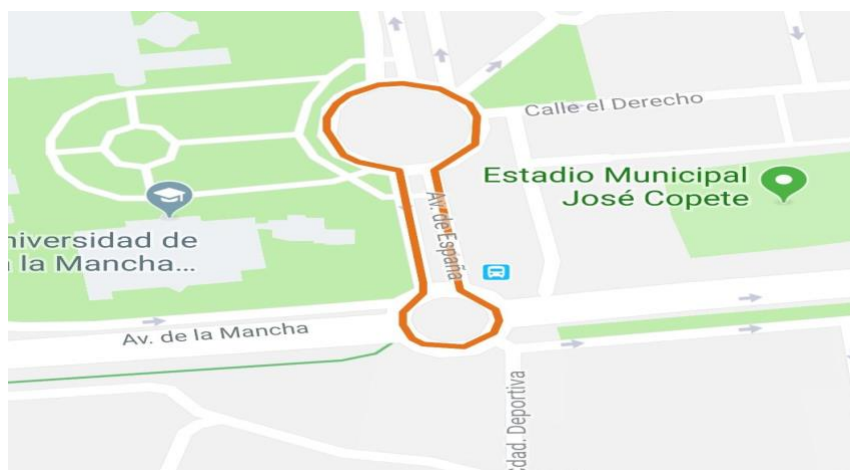 Calle el Derecho
Estadio Municipal
José Copete
Av. de España
niversidad de
la Mancha...
Av. de la Mancha
Edad. Deportiva